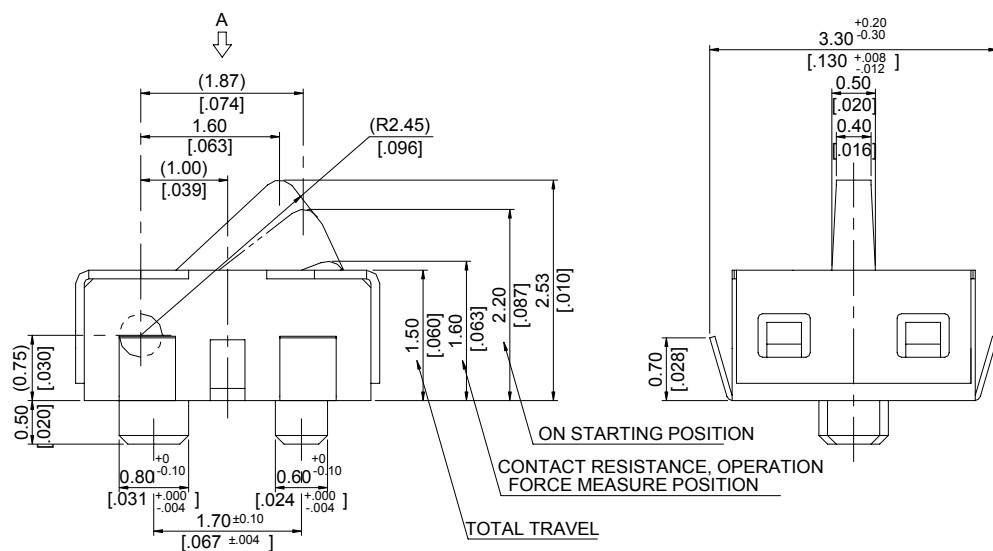 A
(1.87)
[.074]
1.60
[.063]
(1.00)
[.039]
(R2.45)
[.096]
3.30 +0.20 -0.30
[.130 +.008 -.012 ]
0.50
[.020]
0.40
[.016]
(0.75)
[.030]
0.50
[.020]
1.50
[.060]
1.60
[.063]
2.20
[.087]
2.53
[.010]
0.70
[.028]
ON STARTING POSITION
CONTACT RESISTANCE, OPERATION
FORCE MEASURE POSITION
TOTAL TRAVEL
0.80 +0 -0.10
[.031 +.000 -.004 ]
0.60 +0 -0.10
[.024 +.000 -.004 ]
1.70 ±0.10
[.067 ±.004 ]